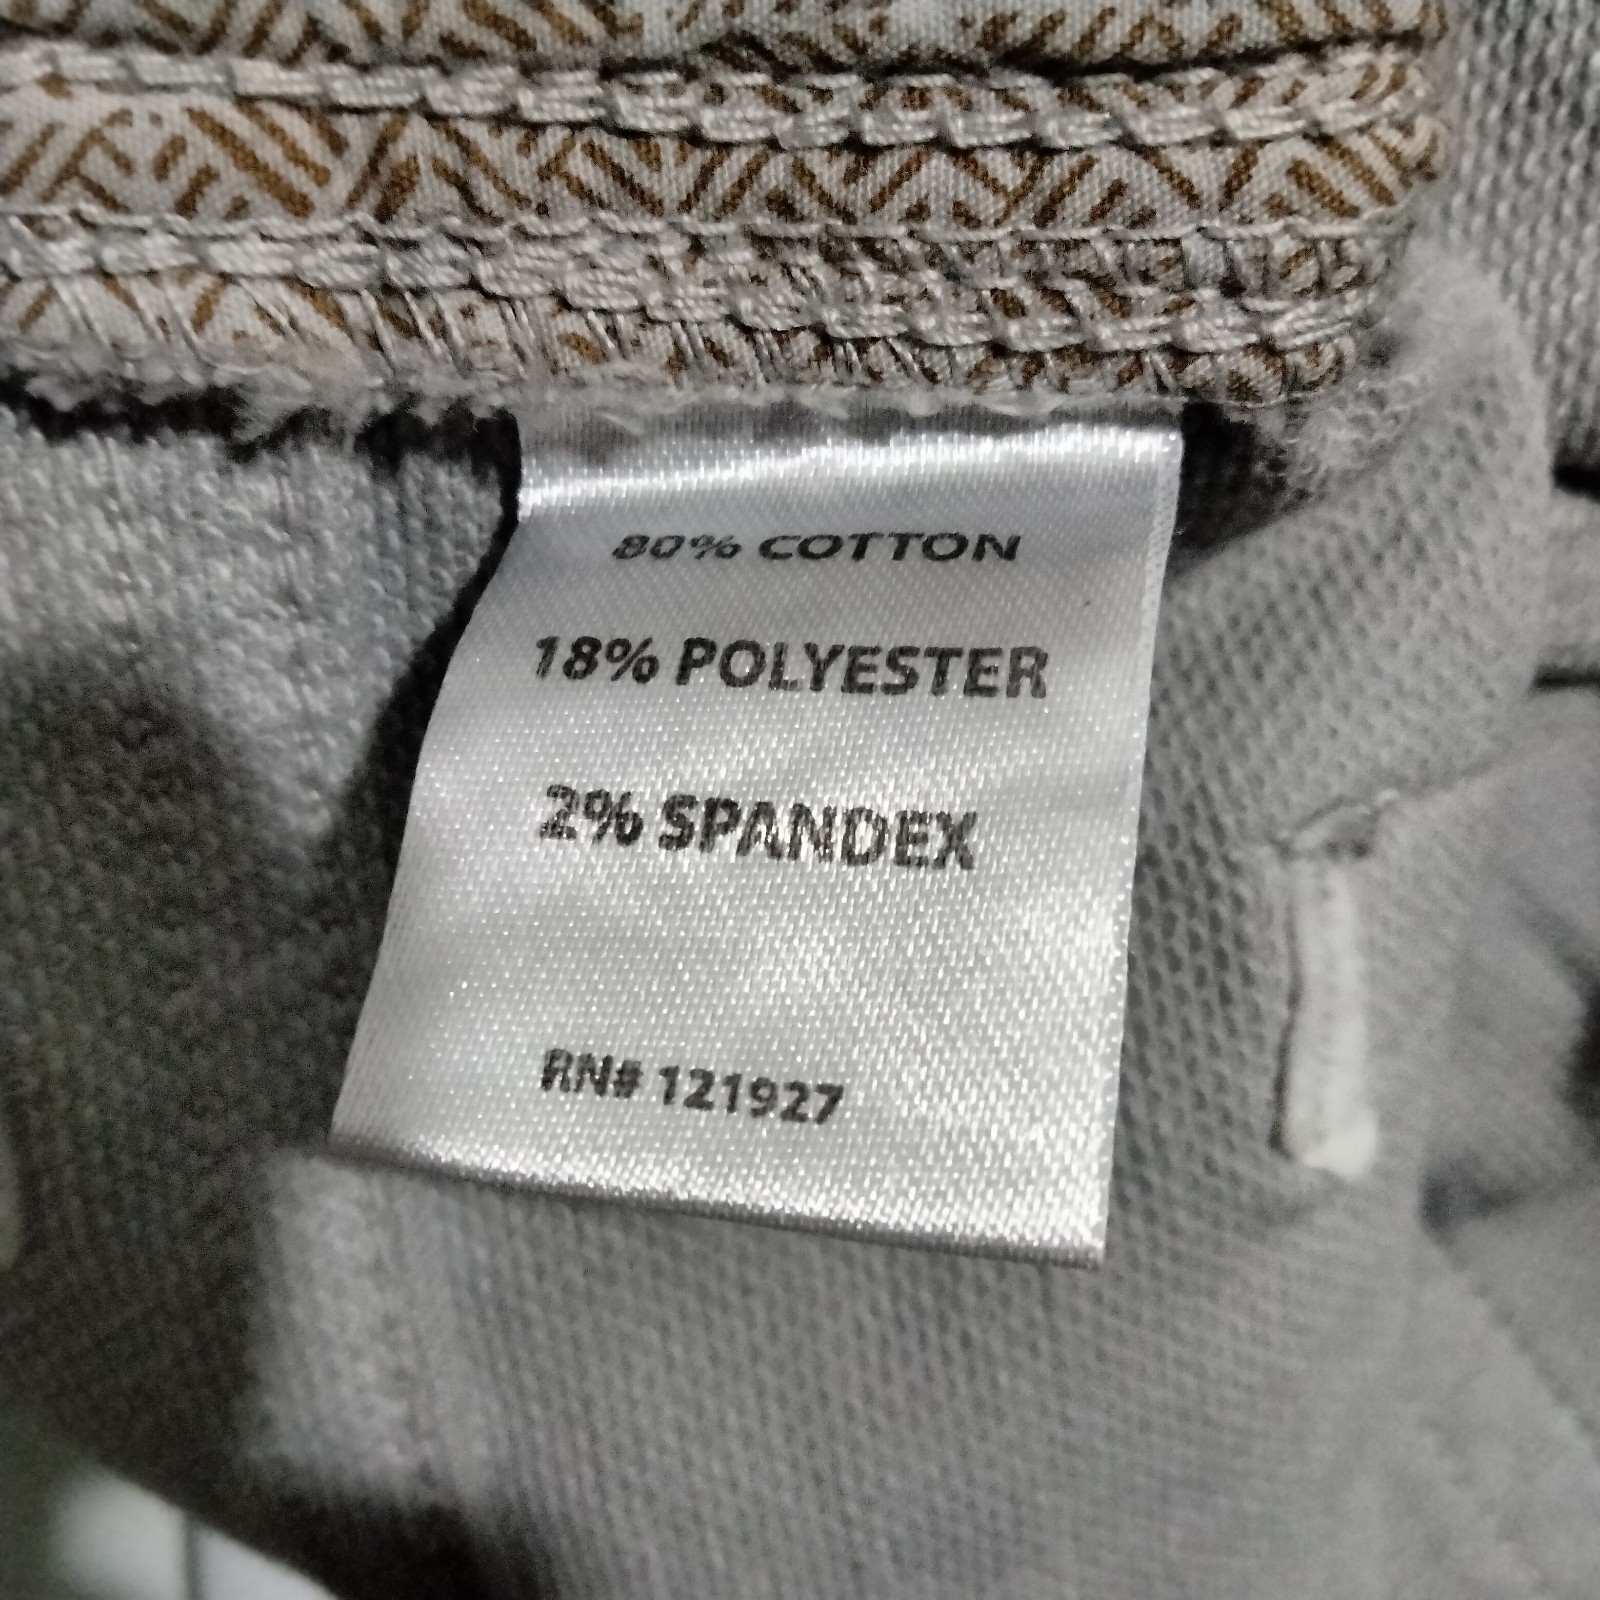 80% COTTON
18% POLYESTER
2% SPANDEX
RN# 121927